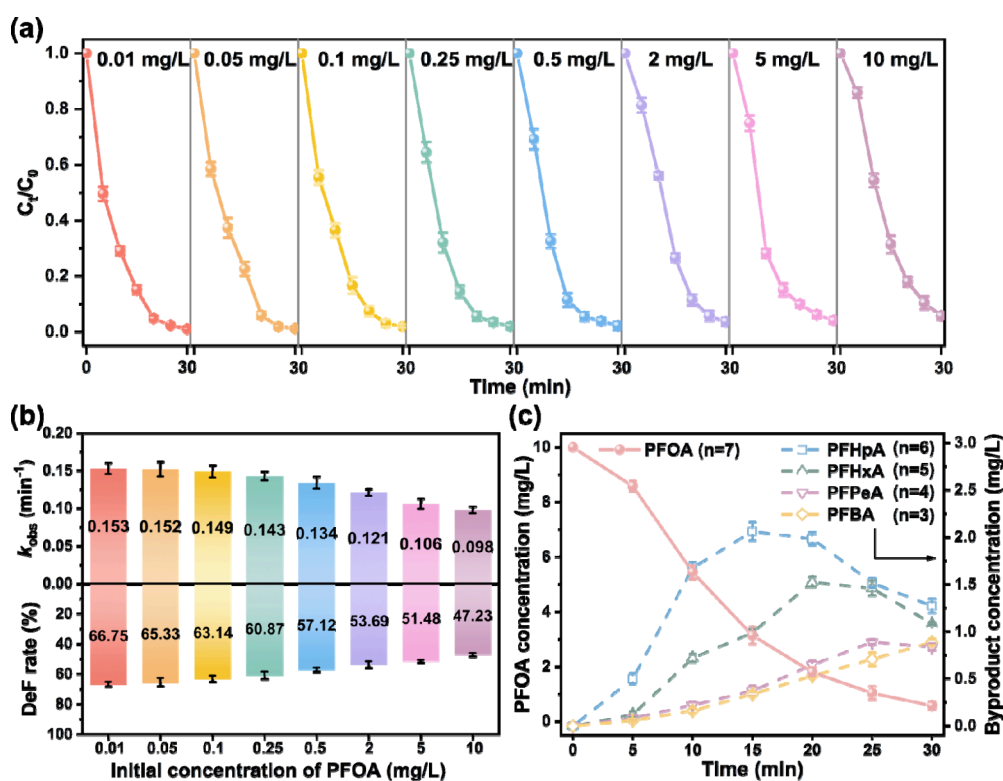 (a)
0.01 mg/L 0.05 mg/L 0.1 mg/L 0.25 mg/L 0.5 mg/L 2 mg/L 5 mg/L 10 mg/L
1.0
0.8
0.6
0.4
0.2
0.0
Ct/C0
0 30 30 30 30 30 30 30 30
Time (min)
(b)
0.20
0.15
0.10
0.05
0.00
kobs (min⁻¹)
0.153 0.152 0.149 0.143 0.134 0.121 0.106 0.098
20
40
60
80
100
DeF rate (%)
66.75 65.33 63.14 60.87 57.12 53.69 51.48 47.23
0.01 0.05 0.1 0.25 0.5 2 5 10
Initial concentration of PFOA (mg/L)
(c)
10
8
6
4
2
0
PFOA concentration (mg/L)
PFOA (n=7)
PFHpA (n=6)
PFHxA (n=5)
PFPeA (n=4)
PFBA (n=3)
3.0
2.5
2.0
1.5
1.0
0.5
0.0
Byproduct concentration (mg/L)
0 5 10 15 20 25 30
Time (min)